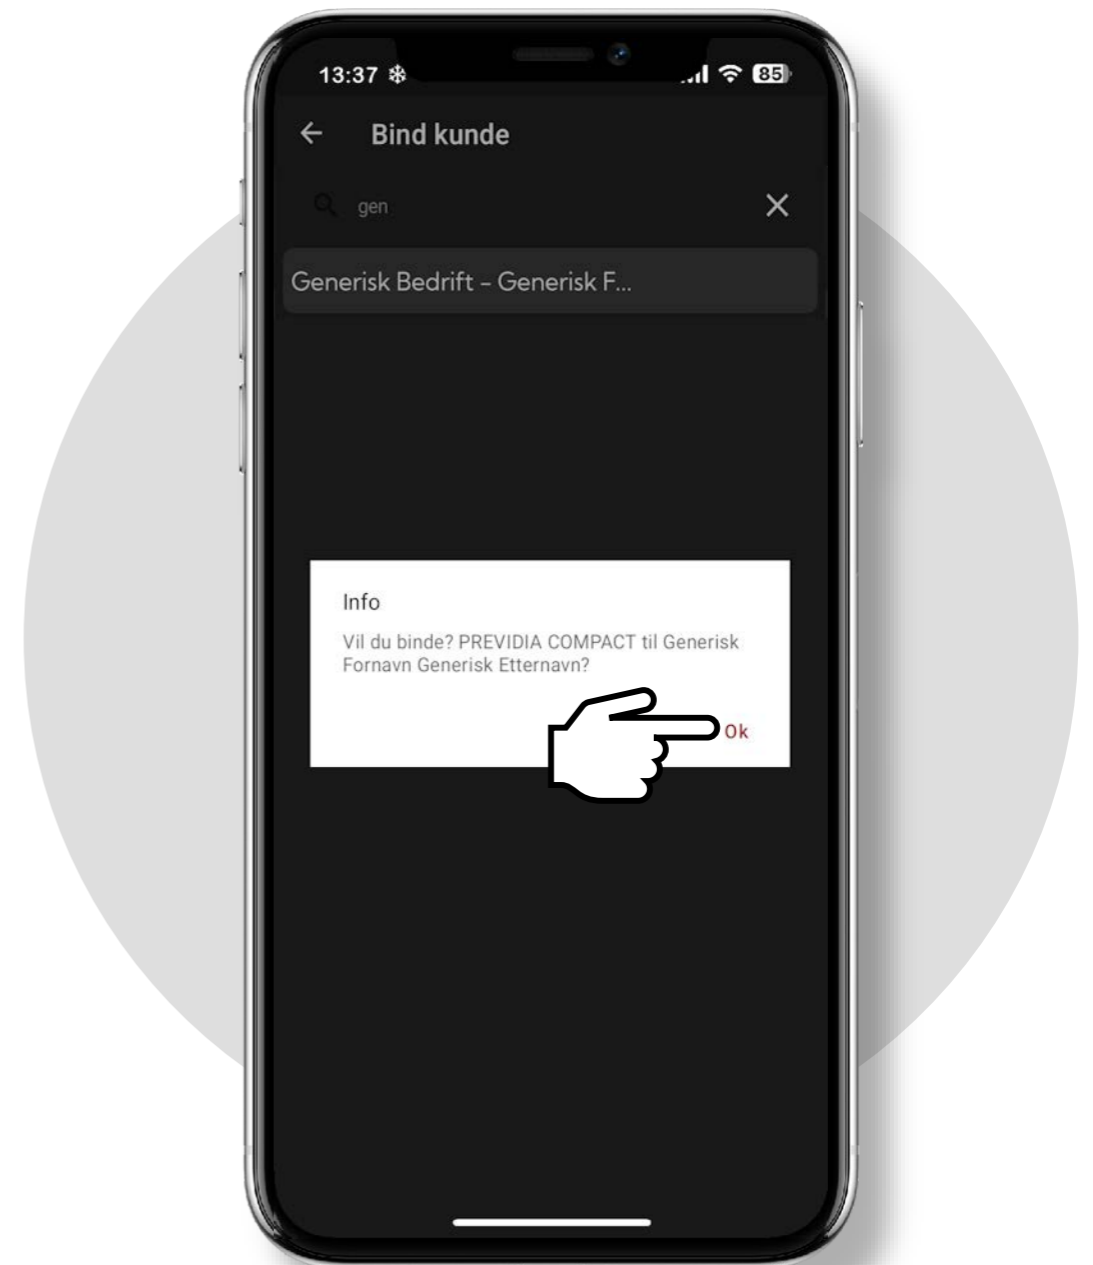 13:37
85
Bind kunde
gen
Generisk Bedrift – Generisk F...
Info
Vil du binde? PREVIDIA COMPACT til Generisk
Fornavn Generisk Etternavn?
Ok